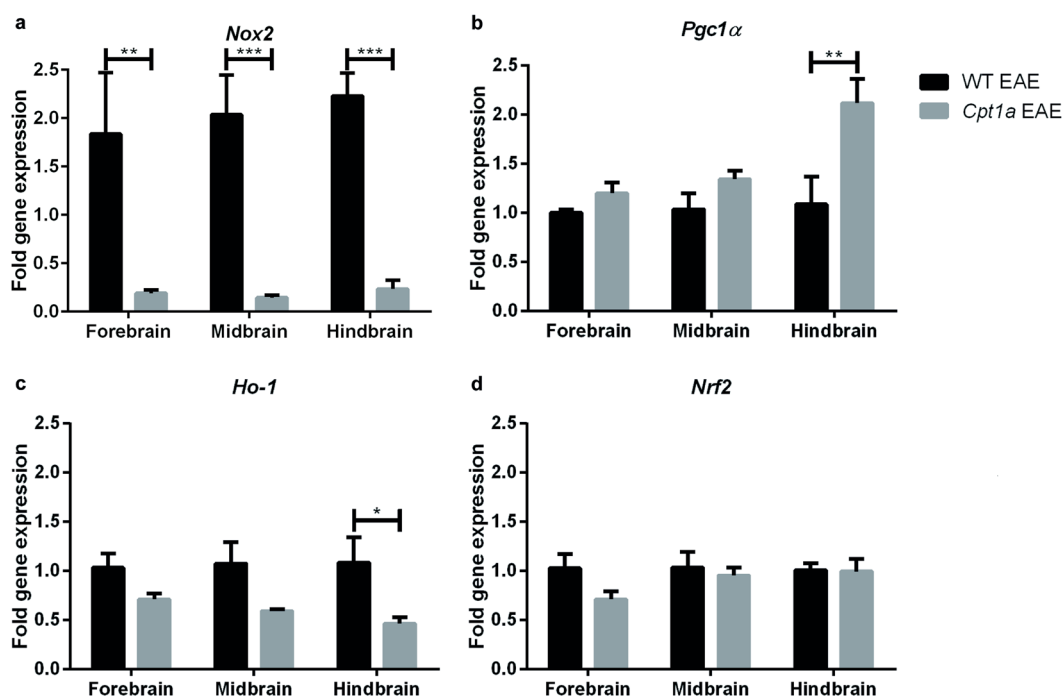 a
Nox2
** *** ***
2.5
2.0
1.5
1.0
0.5
0.0
Fold gene expression
Forebrain Midbrain Hindbrain
b
Pgc1α
**
2.5
2.0
1.5
1.0
0.5
0.0
Fold gene expression
Forebrain Midbrain Hindbrain
WT EAE
Cpt1a EAE
c
Ho-1
*
2.5
2.0
1.5
1.0
0.5
0.0
Fold gene expression
Forebrain Midbrain Hindbrain
d
Nrf2
2.5
2.0
1.5
1.0
0.5
0.0
Fold gene expression
Forebrain Midbrain Hindbrain